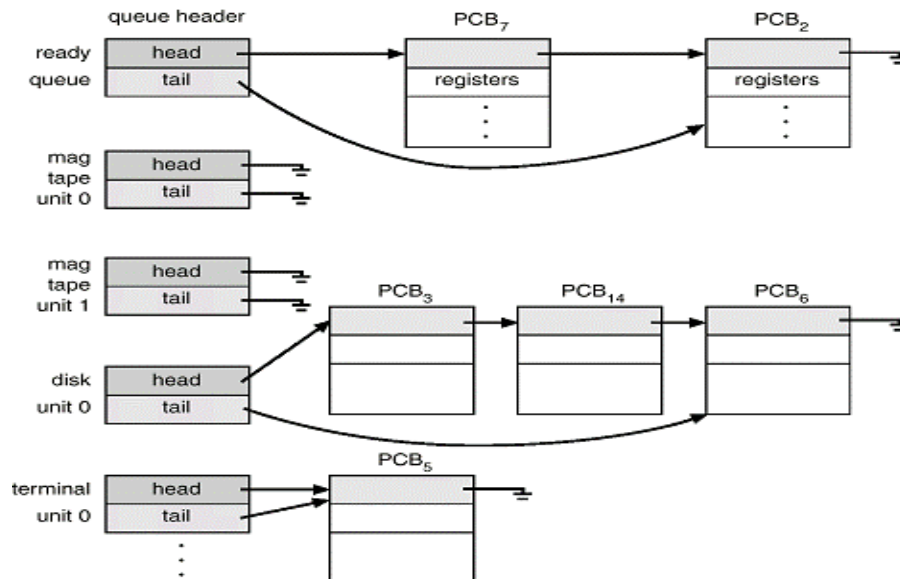 queue header
PCB7
PCB2
ready
queue
head
tail
registers
registers
mag
tape
unit 0
head
tail
mag
tape
unit 1
head
tail
PCB3
PCB14
PCB6
disk
unit 0
head
tail
PCB5
terminal
unit 0
head
tail